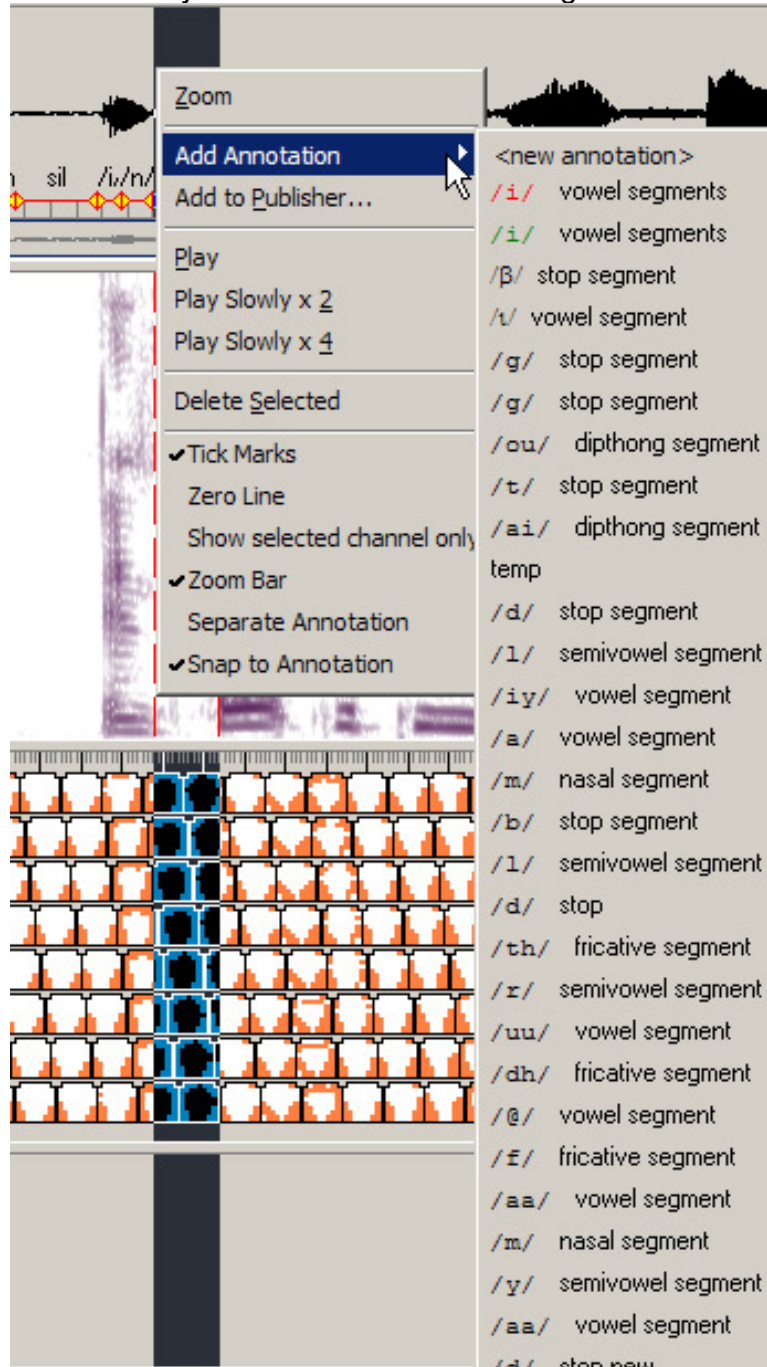 Zoom
Add Annotation
Add to Publisher...
Play
Play Slowly x 2
Play Slowly x 4
Delete Selected
✔Tick Marks
Zero Line
Show selected channel only
✔Zoom Bar
Separate Annotation
✔Snap to Annotation
sil /i//n/
<new annotation>
/i/ vowel segments
/i/ vowel segments
/β/ stop segment
/ɩ/ vowel segment
/g/ stop segment
/g/ stop segment
/ou/ dipthong segment
/t/ stop segment
/ai/ dipthong segment
temp
/d/ stop segment
/l/ semivowel segment
/iy/ vowel segment
/a/ vowel segment
/m/ nasal segment
/b/ stop segment
/l/ semivowel segment
/d/ stop
/th/ fricative segment
/r/ semivowel segment
/uu/ vowel segment
/dh/ fricative segment
/@/ vowel segment
/f/ fricative segment
/aa/ vowel segment
/m/ nasal segment
/y/ semivowel segment
/aa/ vowel segment
/d/ stop new